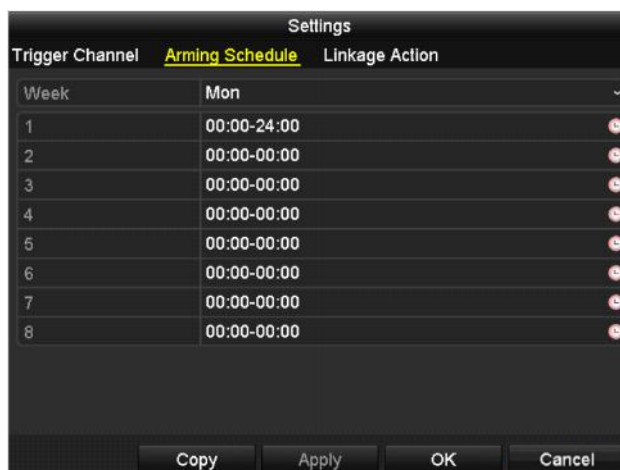 Settings
Trigger Channel Arming Schedule Linkage Action
Week Mon
1 00:00-24:00
2 00:00-00:00
3 00:00-00:00
4 00:00-00:00
5 00:00-00:00
6 00:00-00:00
7 00:00-00:00
8 00:00-00:00
Copy Apply OK Cancel